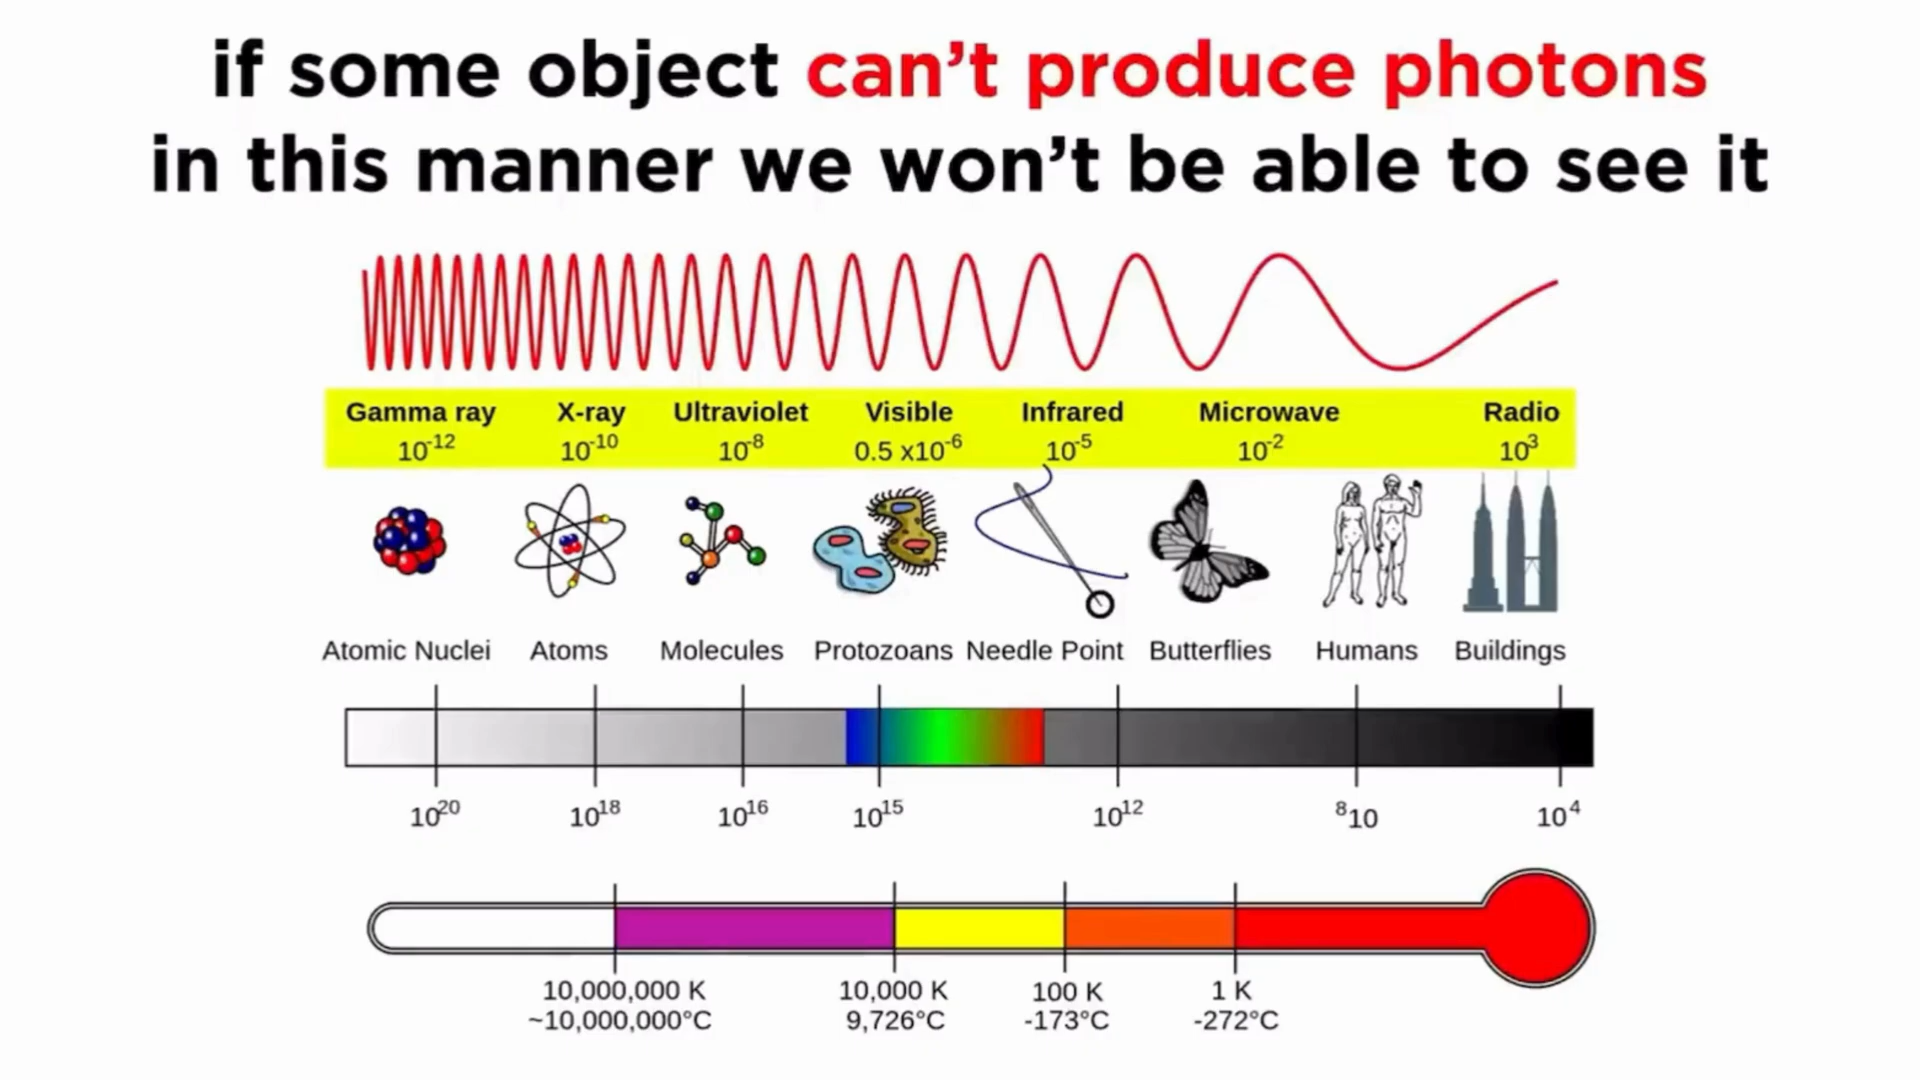 if some object can't produce photons
in this manner we won't be able to see it
Gamma ray X-ray Ultraviolet Visible Infrared Microwave Radio
10⁻¹² 10⁻¹⁰ 10⁻⁸ 0.5 x10⁻⁶ 10⁻⁵ 10⁻² 10³
Atomic Nuclei Atoms Molecules Protozoans Needle Point Butterflies Humans Buildings
10²⁰ 10¹⁸ 10¹⁶ 10¹⁵ 10¹² ⁸10 10⁴
10,000,000 K 10,000 K 100 K 1 K
~10,000,000°C 9,726°C -173°C -272°C